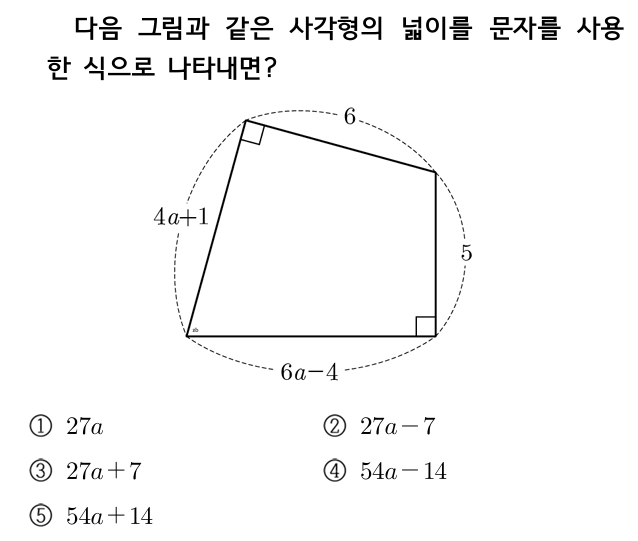 다음 그림과 같은 사각형의 넓이를 문자를 사용
한 식으로 나타내면?
6
4a+1
5
6a-4
① 27a ② 27a-7
③ 27a+7 ④ 54a-14
⑤ 54a+14